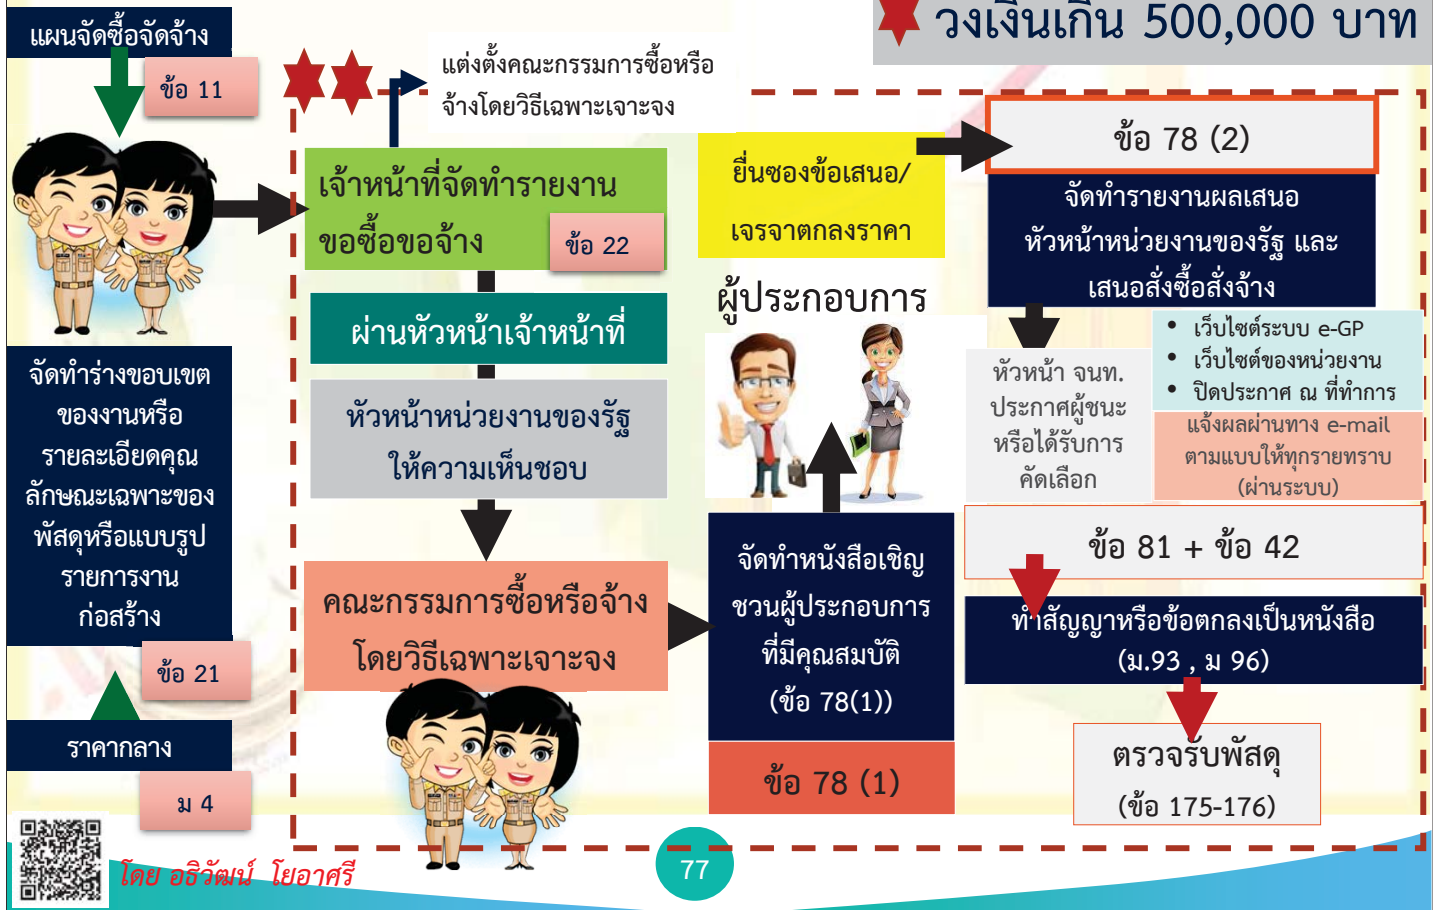 วงเงินเกิน 500,000 บาท
แผนจัดซื้อจัดจ้าง
ข้อ 11
จัดทำร่างขอบเขต
ของงานหรือ
รายละเอียดคุณ
ลักษณะเฉพาะของ
พัสดุหรือแบบรูป
รายการงาน
ก่อสร้าง
ข้อ 21
ราคากลาง
ม 4
แต่งตั้งคณะกรรมการซื้อหรือ
จ้างโดยวิธีเฉพาะเจาะจง
เจ้าหน้าที่จัดทำรายงาน
ขอซื้อขอจ้าง
ข้อ 22
ผ่านหัวหน้าเจ้าหน้าที่
หัวหน้าหน่วยงานของรัฐ
ให้ความเห็นชอบ
คณะกรรมการซื้อหรือจ้าง
โดยวิธีเฉพาะเจาะจง
จัดทำหนังสือเชิญ
ชวนผู้ประกอบการ
ที่มีคุณสมบัติ
(ข้อ 78(1))
ข้อ 78 (1)
ผู้ประกอบการ
ยื่นซองข้อเสนอ/
เจรจาตกลงราคา
ข้อ 78 (2)
จัดทำรายงานผลเสนอ
หัวหน้าหน่วยงานของรัฐ และ
เสนอสั่งซื้อสั่งจ้าง
หัวหน้า จนท.
ประกาศผู้ชนะ
หรือได้รับการ
คัดเลือก
• เว็บไซต์ระบบ e-GP
• เว็บไซต์ของหน่วยงาน
• ปิดประกาศ ณ ที่ทำการ
แจ้งผลผ่านทาง e-mail
ตามแบบให้ทุกรายทราบ
(ผ่านระบบ)
ข้อ 81 + ข้อ 42
ทำสัญญาหรือข้อตกลงเป็นหนังสือ
(ม.93 , ม 96)
ตรวจรับพัสดุ
(ข้อ 175-176)
โดย อธิวัฒน์ โยอาศรี
77